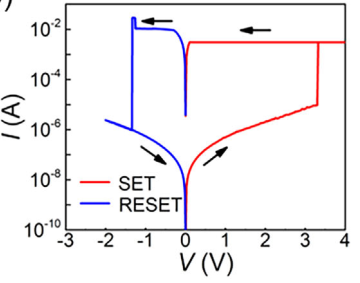 )
I (A)
10⁻²
10⁻⁴
10⁻⁶
10⁻⁸
10⁻¹⁰
SET
RESET
-3 -2 -1 0 1 2 3 4
V (V)